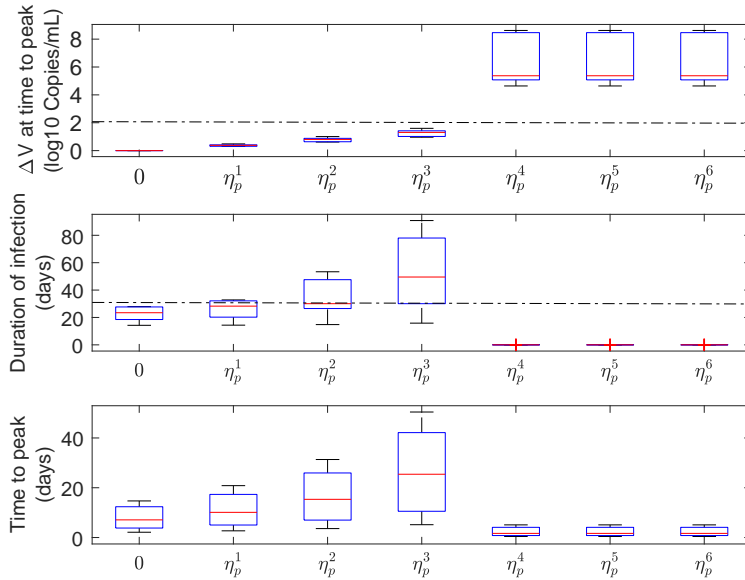 ΔV at time to peak
(log10 Copies/mL)
8
6
4
2
0
0 η_p^1 η_p^2 η_p^3 η_p^4 η_p^5 η_p^6
Duration of infection
(days)
80
60
40
20
0
0 η_p^1 η_p^2 η_p^3 η_p^4 η_p^5 η_p^6
Time to peak
(days)
40
20
0
0 η_p^1 η_p^2 η_p^3 η_p^4 η_p^5 η_p^6